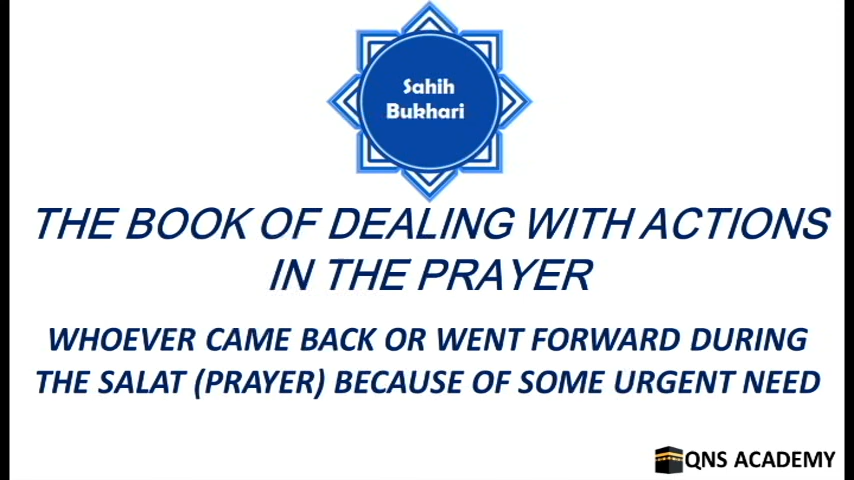 Sahih
Bukhari
THE BOOK OF DEALING WITH ACTIONS
IN THE PRAYER
WHOEVER CAME BACK OR WENT FORWARD DURING
THE SALAT (PRAYER) BECAUSE OF SOME URGENT NEED
QNS ACADEMY